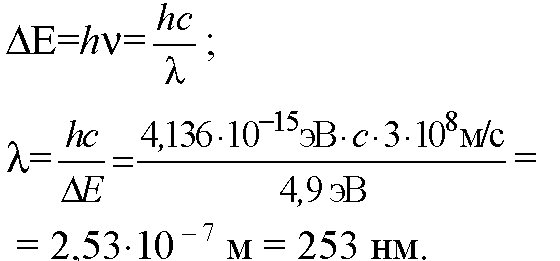 ΔE=hν=hc/λ ;
λ=hc/ΔE=4,136·10⁻¹⁵эВ·с·3·10⁸м/с/4,9 эВ=
= 2,53·10⁻⁷ м = 253 нм.